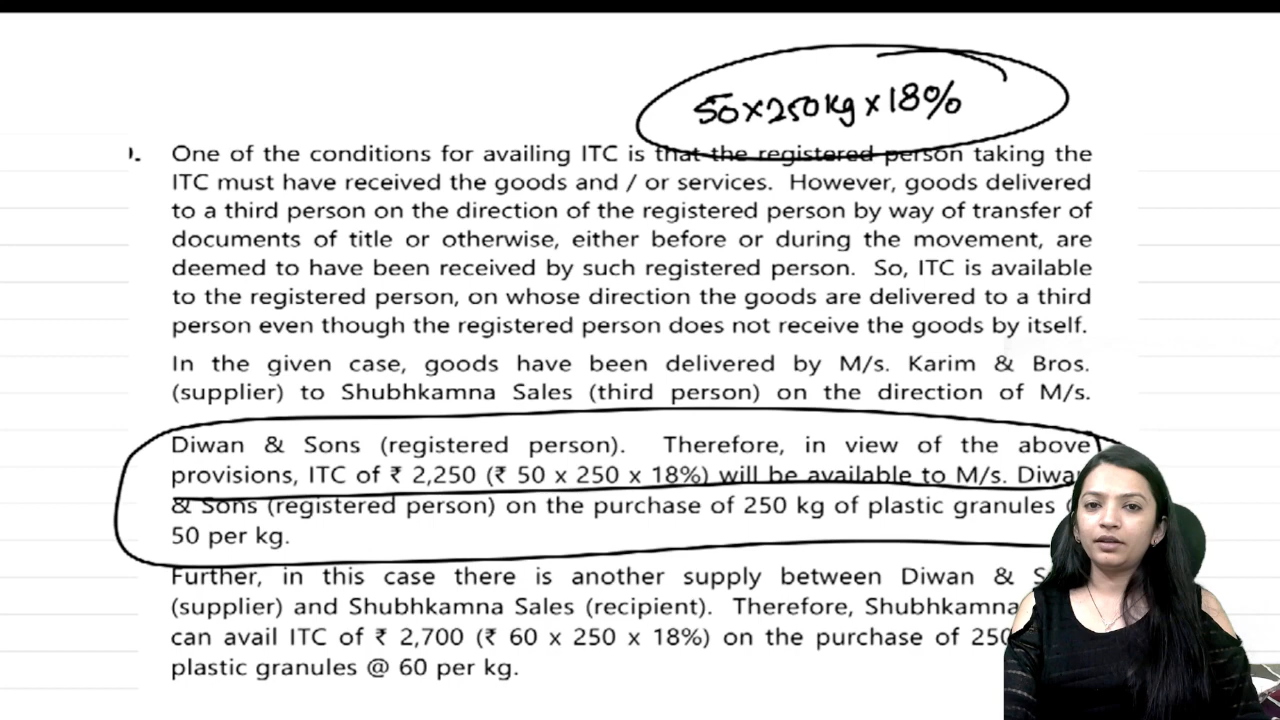 50x250kg x 18%
One of the conditions for availing ITC is that the registered person taking the
ITC must have received the goods and / or services. However, goods delivered
to a third person on the direction of the registered person by way of transfer of
documents of title or otherwise, either before or during the movement, are
deemed to have been received by such registered person. So, ITC is available
to the registered person, on whose direction the goods are delivered to a third
person even though the registered person does not receive the goods by itself.
In the given case, goods have been delivered by M/s. Karim & Bros.
(supplier) to Shubhkamna Sales (third person) on the direction of M/s.
Diwan & Sons (registered person). Therefore, in view of the above
provisions, ITC of ₹ 2,250 (₹ 50 x 250 x 18%) will be available to M/s.
& Sons (registered person) on the purchase of 250 kg of plastic granules
50 per kg.
Further, in this case there is another supply between Diwan &
(supplier) and Shubhkamna Sales (recipient). Therefore, Shubhkamna
can avail ITC of ₹ 2,700 (₹ 60 x 250 x 18%) on the purchase of 250
plastic granules @ 60 per kg.